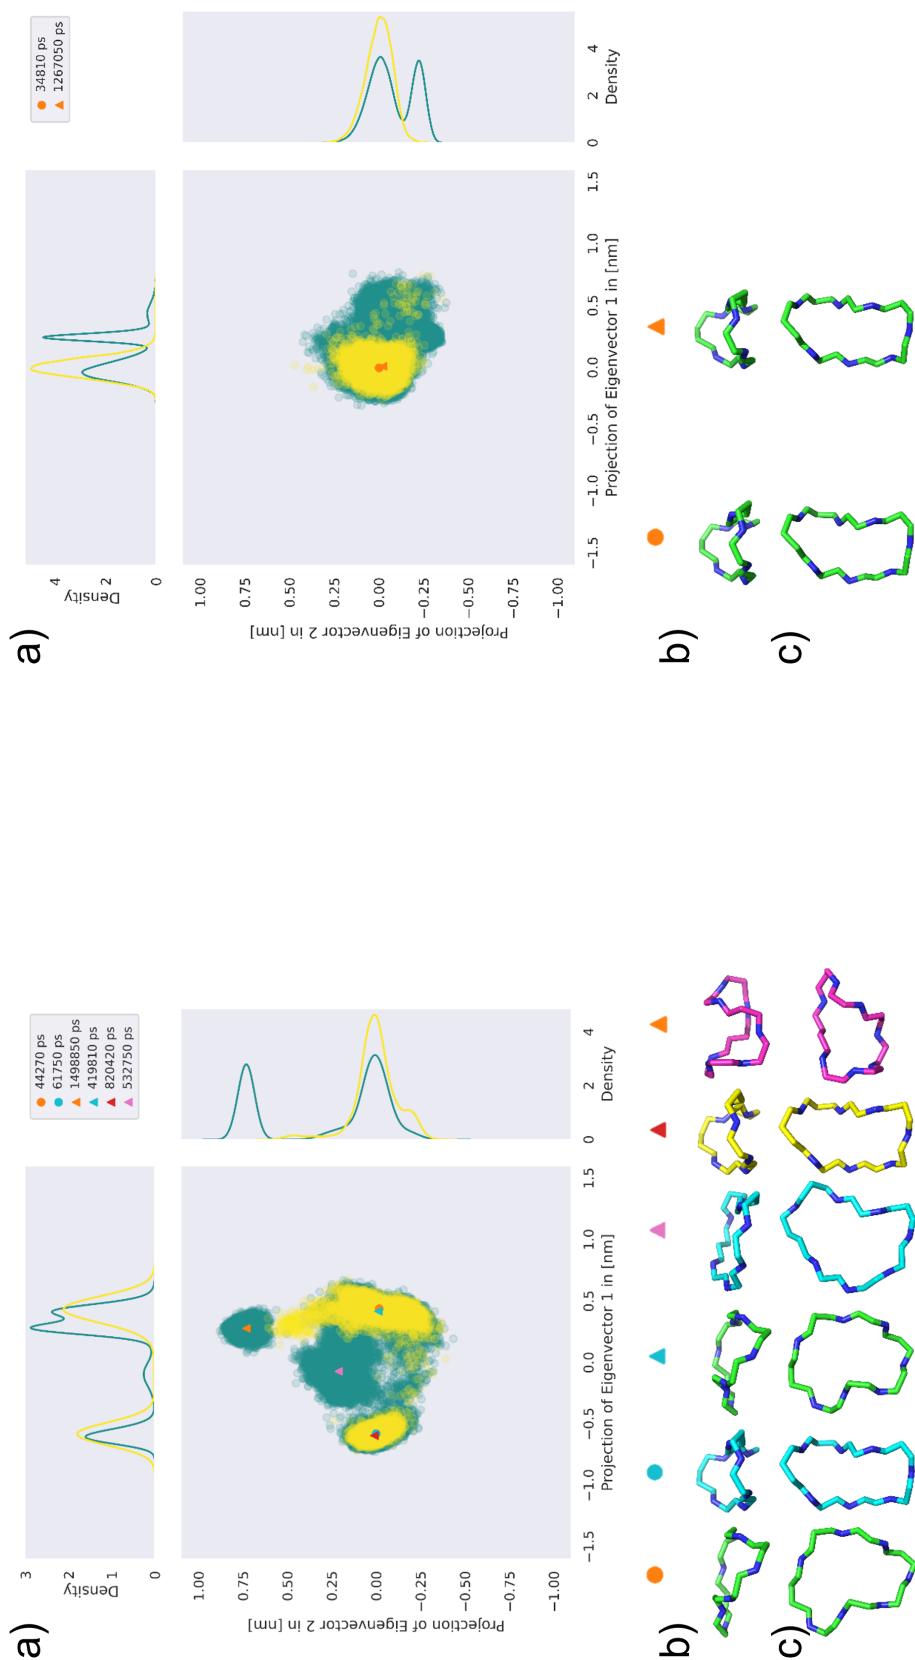 a)
3
2
1
0
Density
44270 ps
61750 ps
1498850 ps
419810 ps
820420 ps
532750 ps
1.00
0.75
0.50
0.25
0.00
−0.25
−0.50
−0.75
−1.00
Projection of Eigenvector 2 in [nm]
−1.5
−1.0
−0.5
0.0
0.5
1.0
1.5
Projection of Eigenvector 1 in [nm]
0
2
4
Density
b)
c)
a)
4
2
0
Density
34810 ps
1267050 ps
1.00
0.75
0.50
0.25
0.00
−0.25
−0.50
−0.75
−1.00
Projection of Eigenvector 2 in [nm]
−1.5
−1.0
−0.5
0.0
0.5
1.0
1.5
Projection of Eigenvector 1 in [nm]
0
2
4
Density
b)
c)